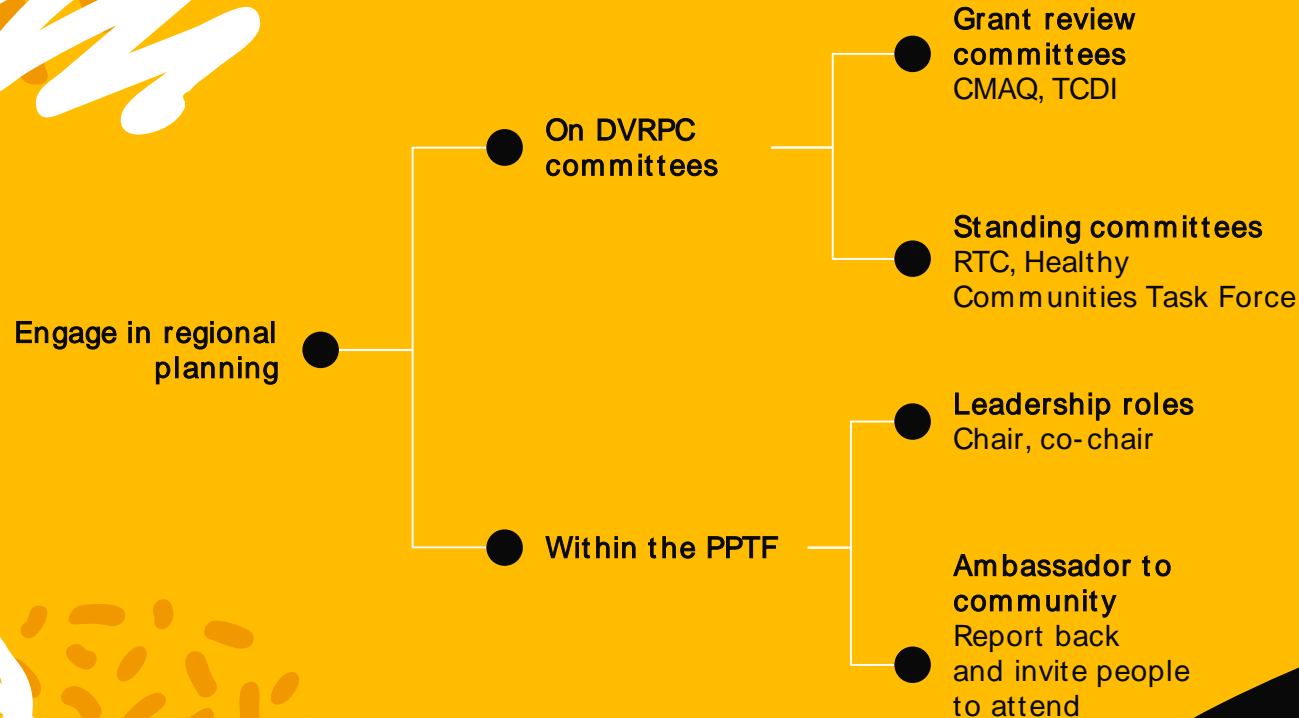 Engage in regional
planning
On DVRPC
committees
Grant review
committees
CMAQ, TCDI
Standing committees
RTC, Healthy
Communities Task Force
Within the PPTF
Leadership roles
Chair, co-chair
Ambassador to
community
Report back
and invite people
to attend